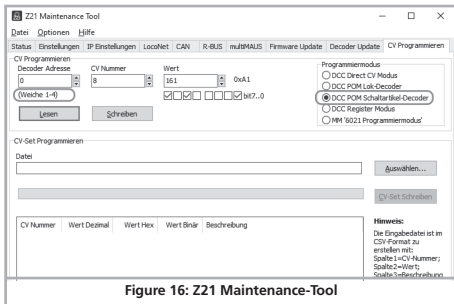 Z21 Maintenance Tool
Datei Optionen Hilfe
Status Einstellungen IP Einstellungen LocoNet CAN R-BUS multiMAUS Firmware Update Decoder Update CV Programmieren
CV Programmieren
Decoder Adresse CV Nummer Wert
0 8 161 0xA1
(Weiche 1-4) bit7..0
Lesen Schreiben
Programmiermodus
DCC Direct CV Modus
DCC POM Lok-Decoder
DCC POM Schaltartikel-Decoder
DCC Register Modus
MM '6021 Programmiermodus'
CV-Set Programmieren
Datei
Auswählen...
CV-Set Schreiben
CV Nummer Wert Dezimal Wert Hex Wert Binär Beschreibung
Hinweis:
Die Eingabedatei ist im
CSV-Format zu
erstellen mit:
Spalte1=CV-Nummer;
Spalte2=Wert;
Spalte3=Beschreibung
Figure 16: Z21 Maintenance-Tool